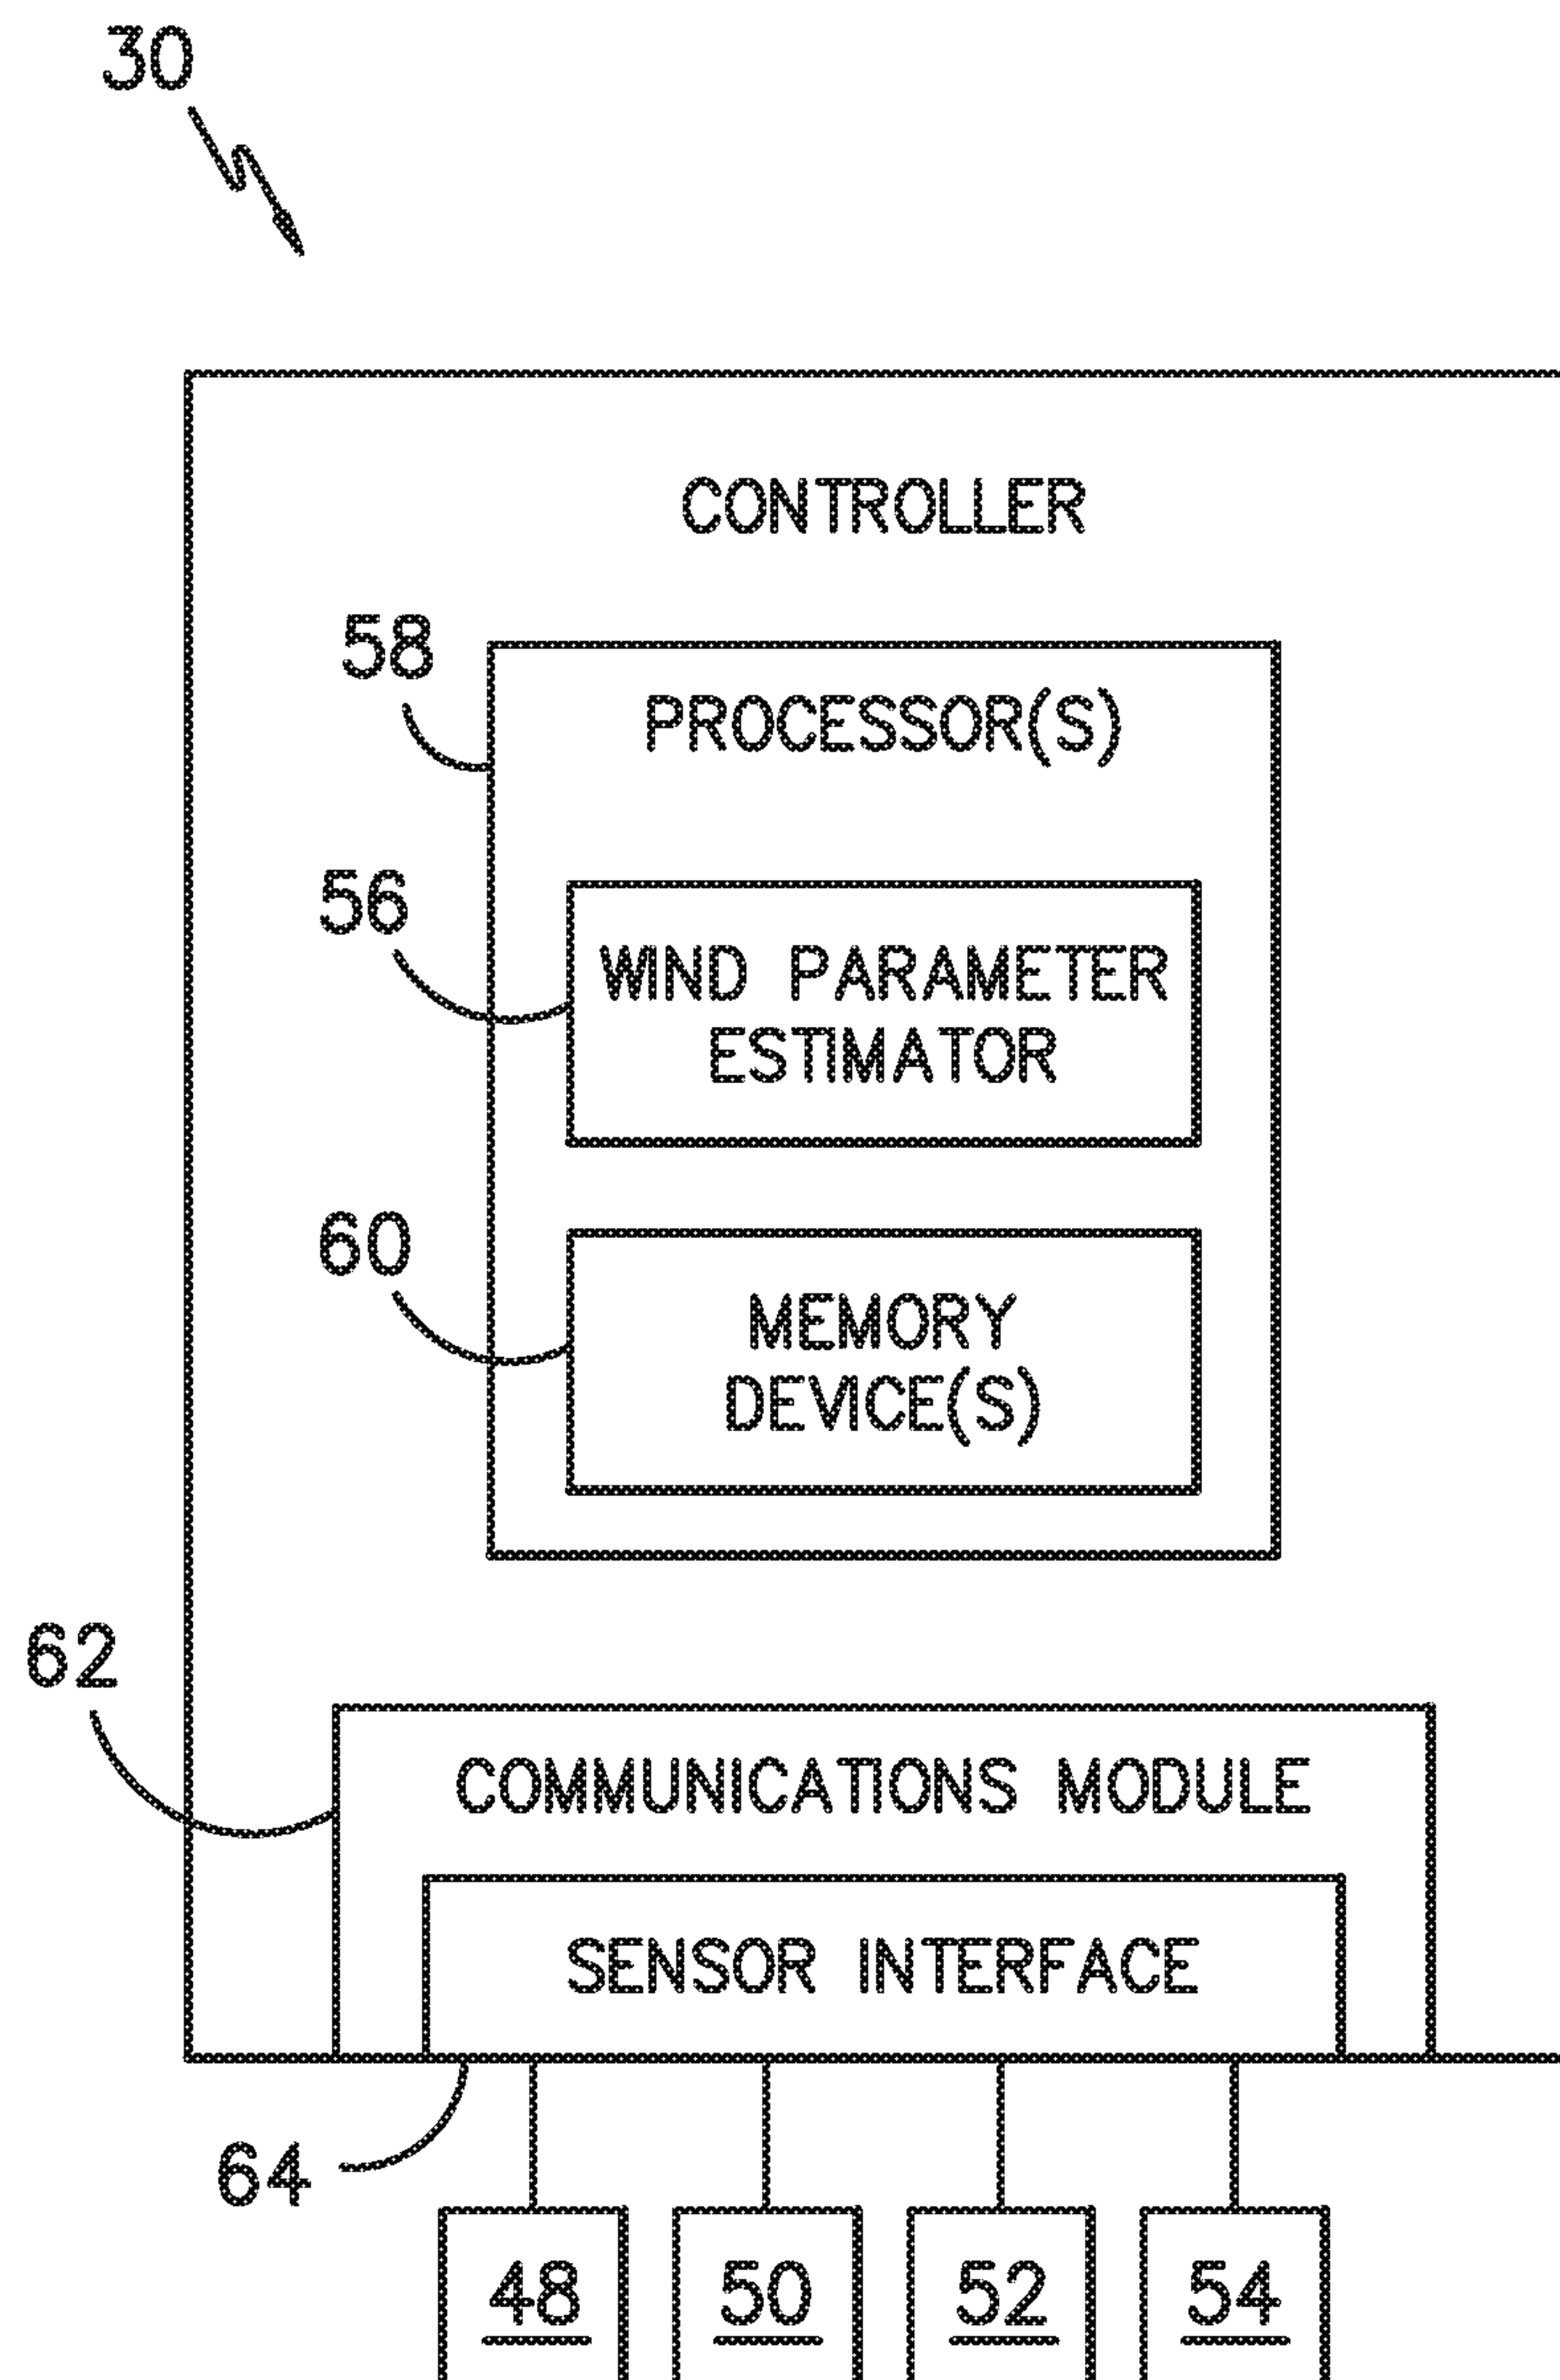 30
CONTROLLER
58
PROCESSOR(S)
56
WIND PARAMETER
ESTIMATOR
60
MEMORY
DEVICE(S)
62
COMMUNICATIONS MODULE
SENSOR INTERFACE
64
48 50 52 54